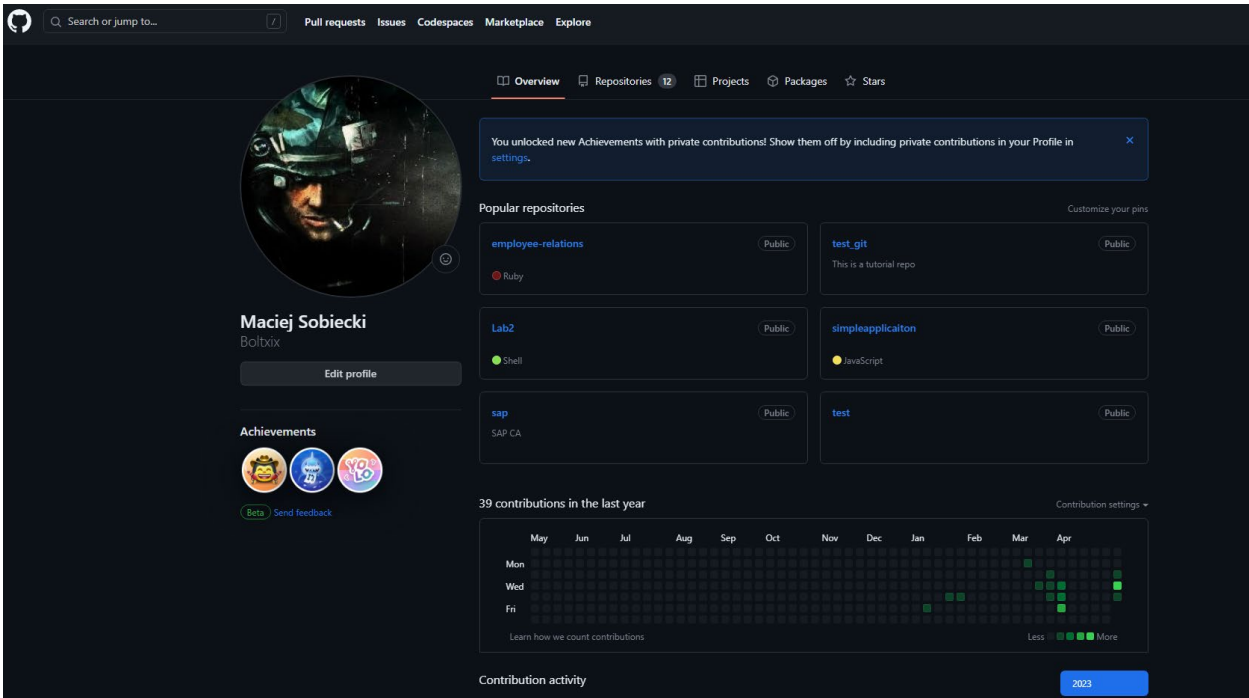 Search or jump to... /
Pull requests Issues Codespaces Marketplace Explore
Overview Repositories 12 Projects Packages Stars
You unlocked new Achievements with private contributions! Show them off by including private contributions in your Profile in
settings.
Maciej Sobiecki
Boltxix
Edit profile
Achievements
YOLO
Beta Send feedback
Popular repositories Customize your pins
employee-relations Public
Ruby
test_git Public
This is a tutorial repo
Lab2 Public
Shell
simpleapplicaiton Public
JavaScript
sap Public
SAP CA
test Public
39 contributions in the last year Contribution settings
May Jun Jul Aug Sep Oct Nov Dec Jan Feb Mar Apr
Mon
Wed
Fri
Learn how we count contributions Less More
Contribution activity 2023